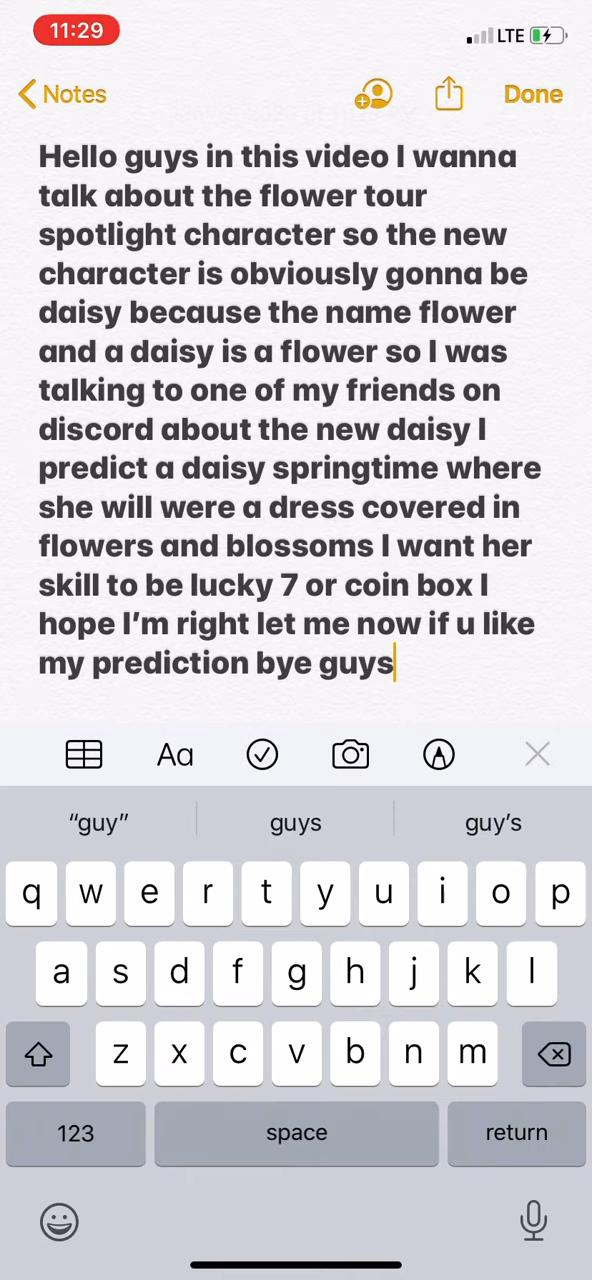 11:29
LTE
Notes
Done
Hello guys in this video I wanna
talk about the flower tour
spotlight character so the new
character is obviously gonna be
daisy because the name flower
and a daisy is a flower so I was
talking to one of my friends on
discord about the new daisy I
predict a daisy springtime where
she will were a dress covered in
flowers and blossoms I want her
skill to be lucky 7 or coin box I
hope I'm right let me now if u like
my prediction bye guys
Aa
“guy” guys guy's
q w e r t y u i o p
a s d f g h j k l
z x c v b n m
123 space return